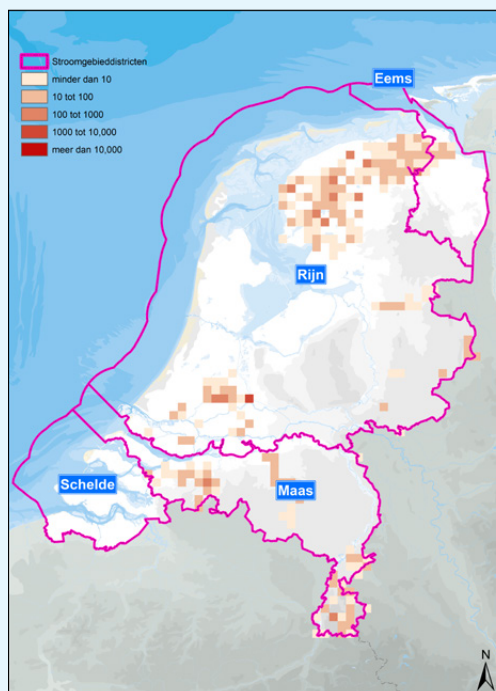 Stroomgebieddistricten
minder dan 10
10 tot 100
100 tot 1000
1000 tot 10,000
meer dan 10,000
Eems
Rijn
Schelde
Maas
N